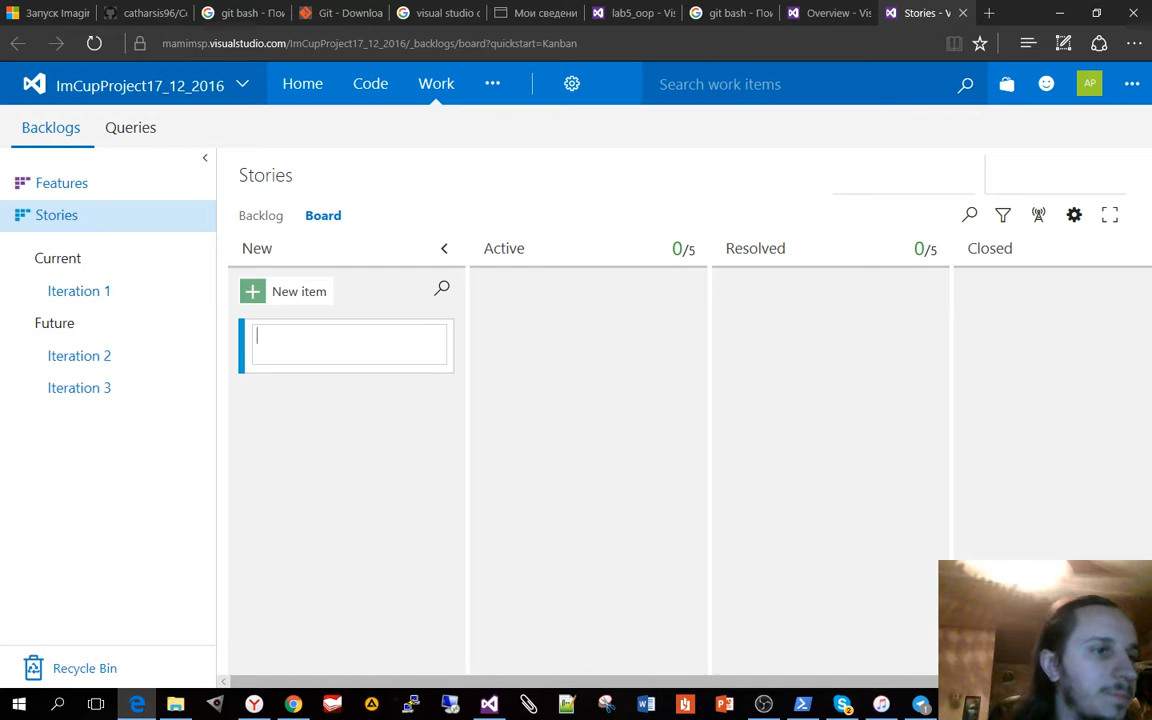 Запуск Imagin
catharsis96/Co
git bash - Пои
Git - Downloa
visual studio c
Мои сведени
lab5_oop - Vis
git bash - Пои
Overview - Vis
Stories - V
mamimsp.visualstudio.com/ImCupProject17_12_2016/_backlogs/board?quickstart=Kanban
ImCupProject17_12_2016
Home
Code
Work
Search work items
AP
Backlogs
Queries
Features
Stories
Current
Iteration 1
Future
Iteration 2
Iteration 3
Recycle Bin
Stories
Backlog
Board
New
Active
0/5
Resolved
0/5
Closed
New item